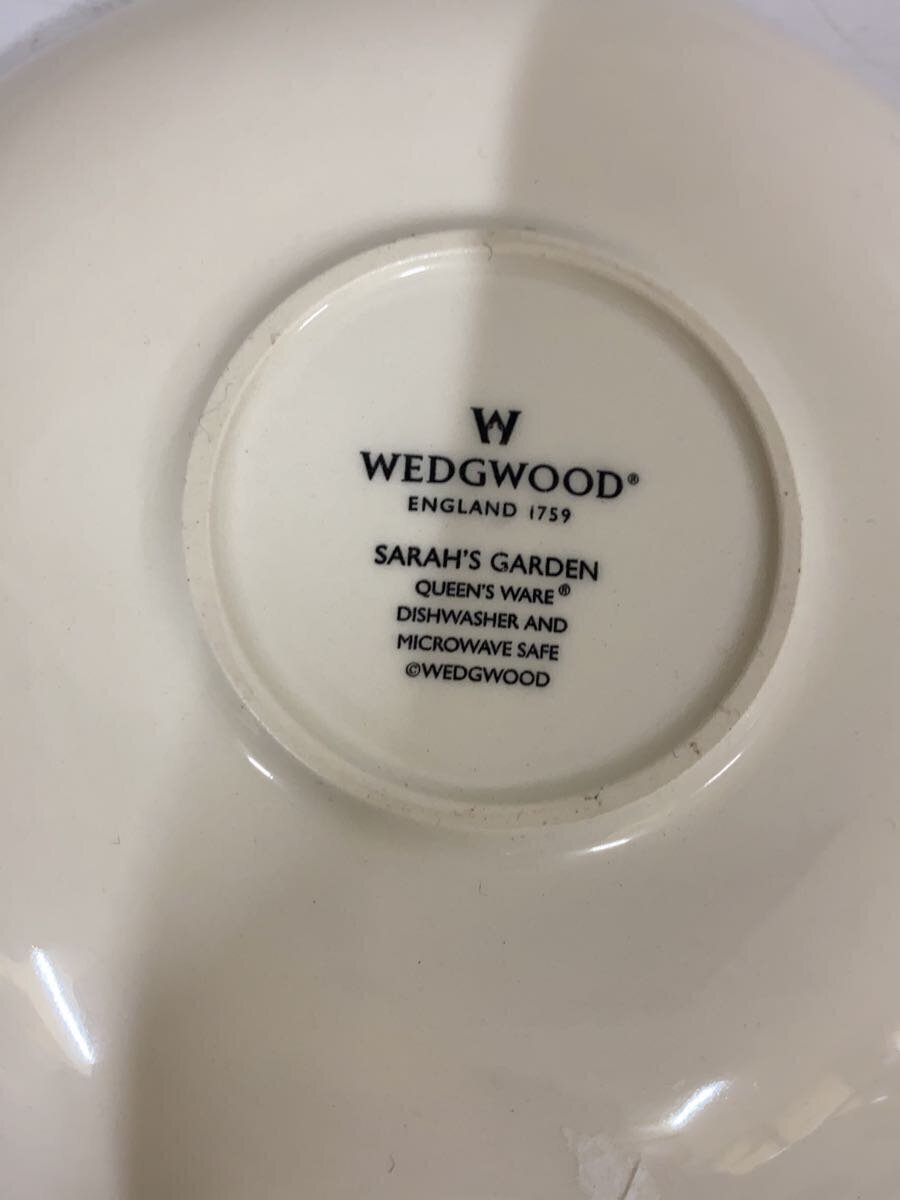 W
WEDGWOOD®
ENGLAND 1759
SARAH'S GARDEN
QUEEN'S WARE®
DISHWASHER AND
MICROWAVE SAFE
©WEDGWOOD